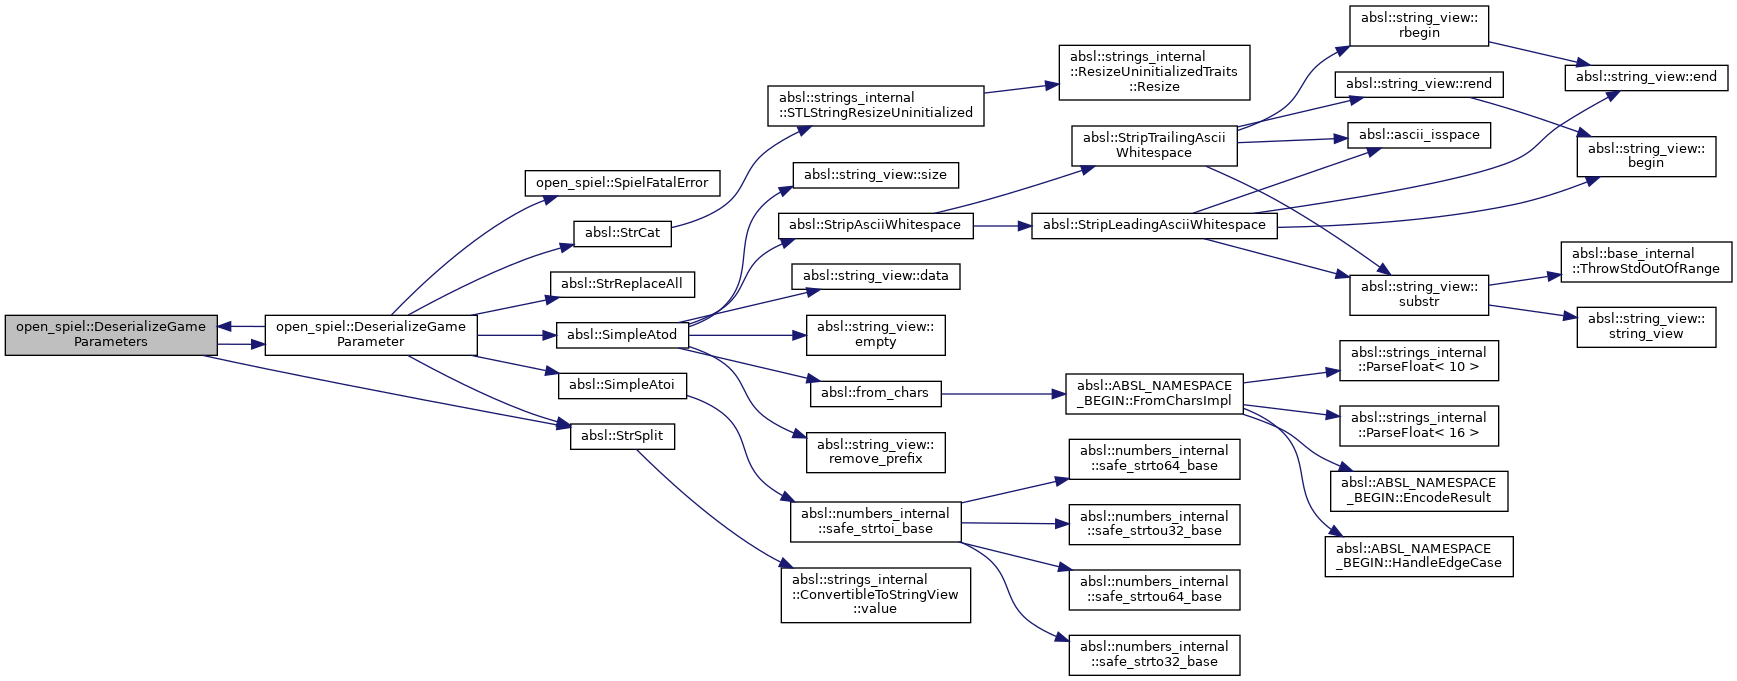 open_spiel::DeserializeGame
Parameters
open_spiel::DeserializeGame
Parameter
open_spiel::SpielFatalError
absl::StrCat
absl::StrReplaceAll
absl::SimpleAtod
absl::SimpleAtoi
absl::StrSplit
absl::strings_internal
::STLStringResizeUninitialized
absl::string_view::size
absl::StripAsciiWhitespace
absl::string_view::data
absl::string_view::
empty
absl::from_chars
absl::string_view::
remove_prefix
absl::numbers_internal
::safe_strtoi_base
absl::strings_internal
::ConvertibleToStringView
::value
absl::strings_internal
::ResizeUninitializedTraits
::Resize
absl::StripTrailingAscii
Whitespace
absl::StripLeadingAsciiWhitespace
absl::ABSL_NAMESPACE
_BEGIN::FromCharsImpl
absl::numbers_internal
::safe_strto64_base
absl::numbers_internal
::safe_strtou32_base
absl::numbers_internal
::safe_strtou64_base
absl::numbers_internal
::safe_strto32_base
absl::string_view::
rbegin
absl::string_view::rend
absl::ascii_isspace
absl::string_view::
substr
absl::strings_internal
::ParseFloat< 10 >
absl::strings_internal
::ParseFloat< 16 >
absl::ABSL_NAMESPACE
_BEGIN::EncodeResult
absl::ABSL_NAMESPACE
_BEGIN::HandleEdgeCase
absl::string_view::end
absl::string_view::
begin
absl::base_internal
::ThrowStdOutOfRange
absl::string_view::
string_view